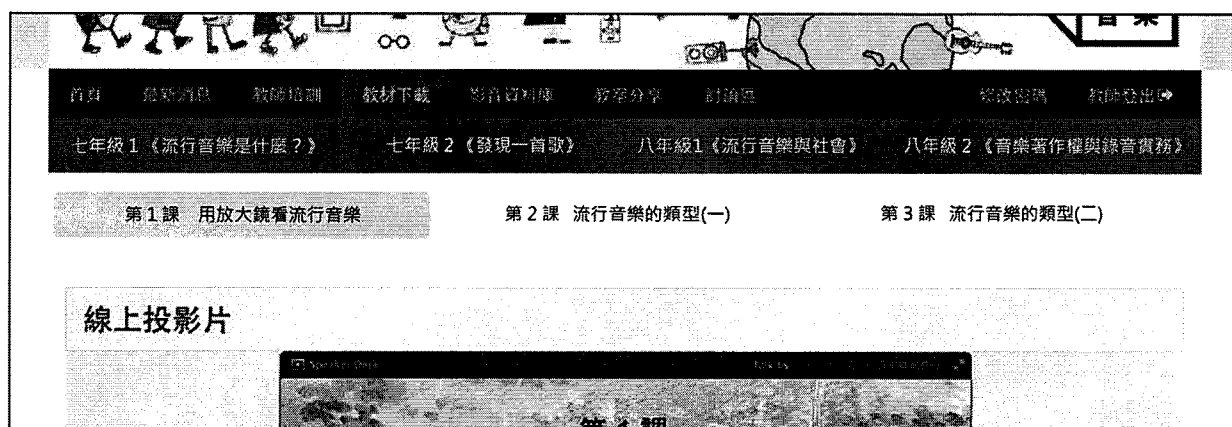 音樂
首頁 最新消息 教師培訓 教材下載 影音資料庫 教案分享 討論區 修改密碼 教師登出
七年級 1《流行音樂是什麼？》 七年級 2《發現一首歌》 八年級1《流行音樂與社會》 八年級 2《音樂著作權與錄音實務》
第 1 課 用放大鏡看流行音樂 第 2 課 流行音樂的類型(一) 第 3 課 流行音樂的類型(二)
線上投影片
Speaker Deck
第 1 課